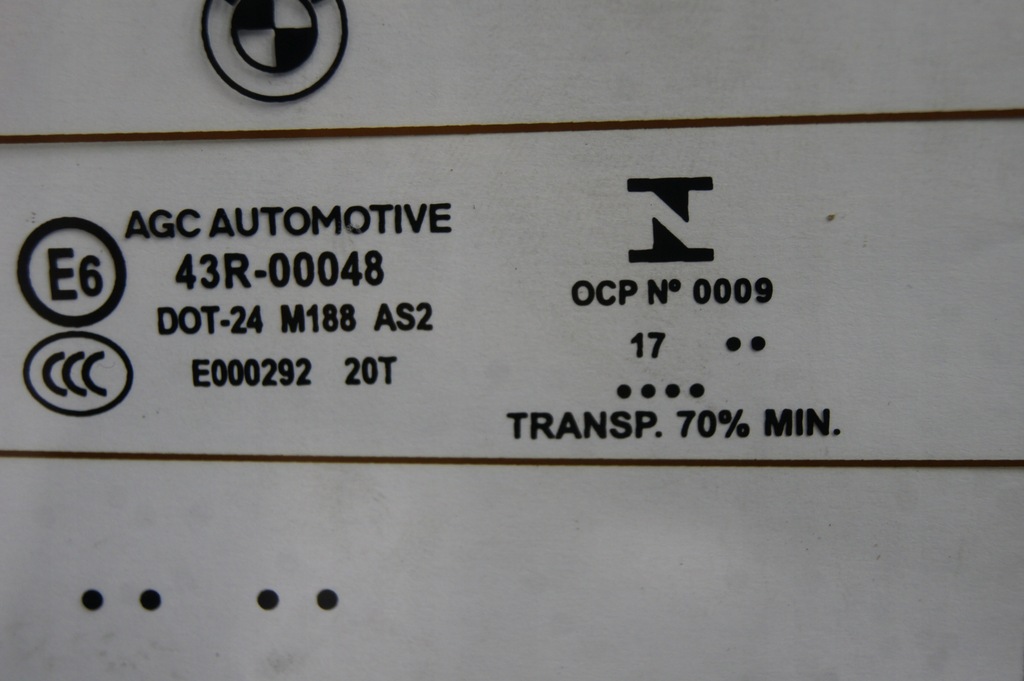 AGC AUTOMOTIVE
E6
43R-00048
DOT-24 M188 AS2
CCC
E000292 20T
OCP Nº 0009
17
TRANSP. 70% MIN.